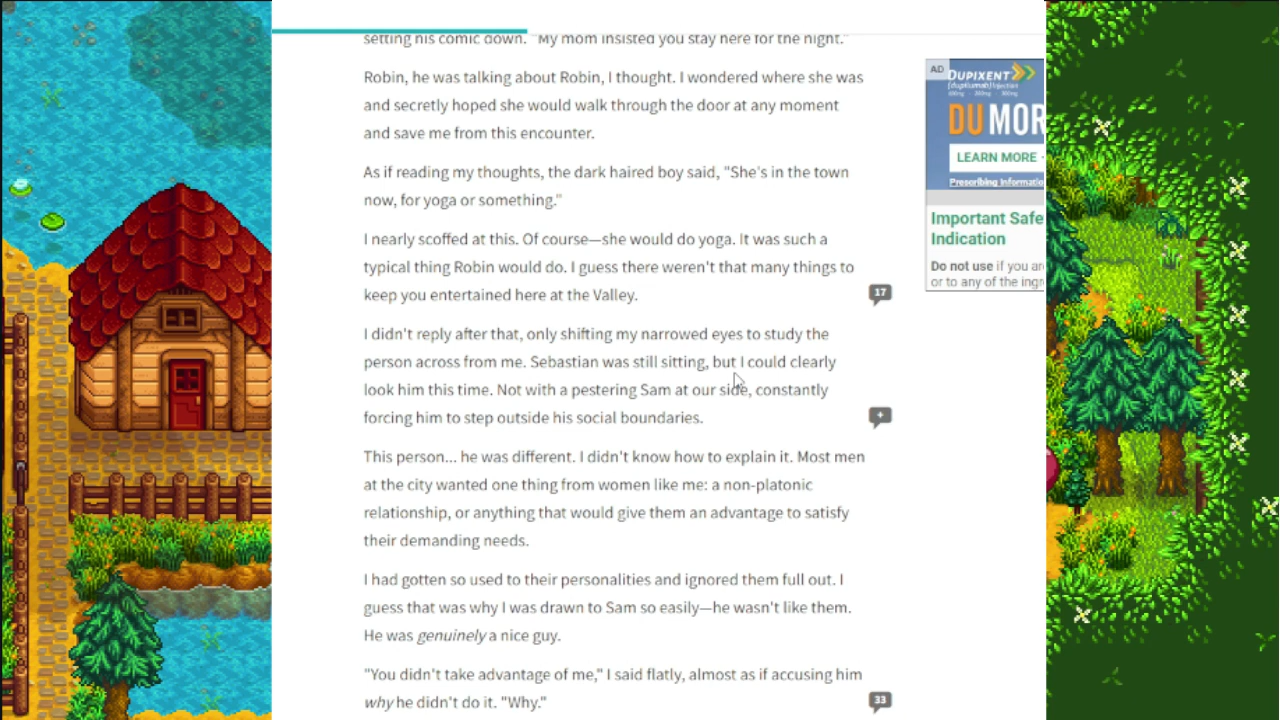 setting his comic down. "My mom insisted you stay here for the night."
Robin, he was talking about Robin, I thought. I wondered where she was
and secretly hoped she would walk through the door at any moment
and save me from this encounter.
As if reading my thoughts, the dark haired boy said, "She's in the town
now, for yoga or something."
I nearly scoffed at this. Of course—she would do yoga. It was such a
typical thing Robin would do. I guess there weren't that many things to
keep you entertained here at the Valley.
17
I didn't reply after that, only shifting my narrowed eyes to study the
person across from me. Sebastian was still sitting, but I could clearly
look him this time. Not with a pestering Sam at our side, constantly
forcing him to step outside his social boundaries.
+
This person... he was different. I didn't know how to explain it. Most men
at the city wanted one thing from women like me: a non-platonic
relationship, or anything that would give them an advantage to satisfy
their demanding needs.
I had gotten so used to their personalities and ignored them full out. I
guess that was why I was drawn to Sam so easily—he wasn't like them.
He was genuinely a nice guy.
"You didn't take advantage of me," I said flatly, almost as if accusing him
why he didn't do it. "Why."
33
AD
DUPIXENT
(dupilumab) Injection
DU MOR
LEARN MORE
Prescribing Informatio
Important Safe
Indication
Do not use if you ar
or to any of the ingr